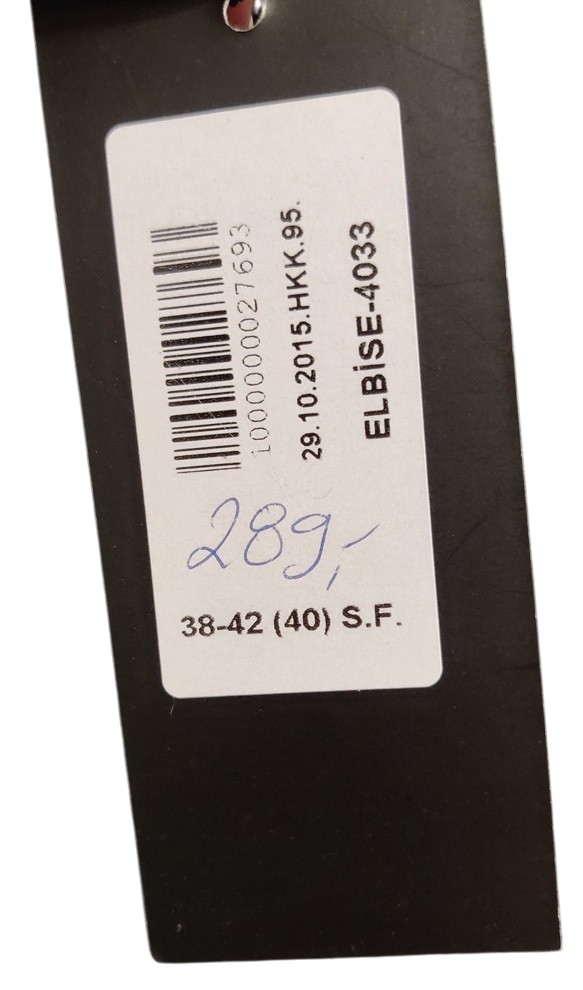 1000000027693
29.10.2015.HKK.95.
ELBİSE-4033
289,-
38-42 (40) S.F.